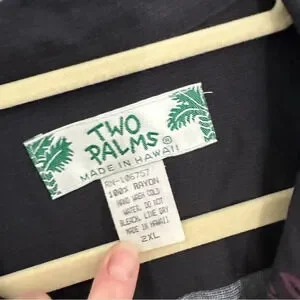 TWO
PALMS®
MADE IN HAWAII
RN-106757
100% RAYON
HAND WASH COLD
WATER, DO NOT
BLEACH, LINE DRY
MADE IN HAWAII
2XL